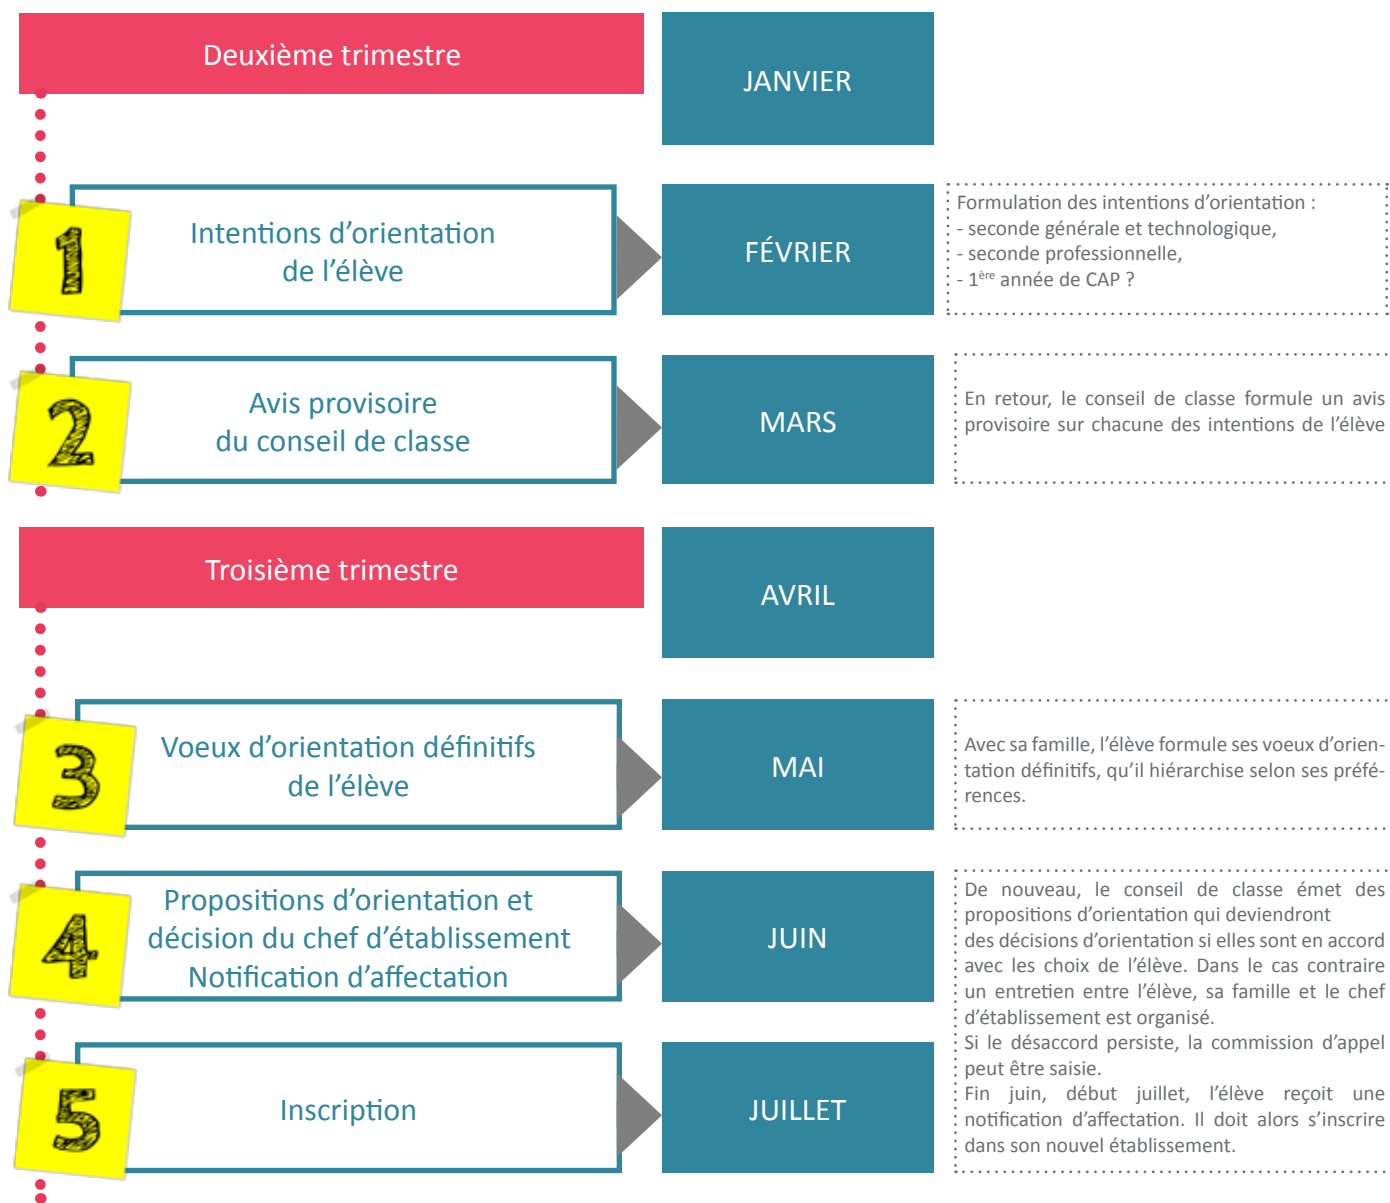 Deuxième trimestre
JANVIER
1
Intentions d'orientation
de l'élève
FÉVRIER
Formulation des intentions d'orientation :
- seconde générale et technologique,
- seconde professionnelle,
- 1ère année de CAP ?
2
Avis provisoire
du conseil de classe
MARS
En retour, le conseil de classe formule un avis
provisoire sur chacune des intentions de l'élève
Troisième trimestre
AVRIL
3
Voeux d'orientation définitifs
de l'élève
MAI
Avec sa famille, l'élève formule ses voeux d'orien-
tation définitifs, qu'il hiérarchise selon ses préfé-
rences.
4
Propositions d'orientation et
décision du chef d'établissement
Notification d'affectation
JUIN
De nouveau, le conseil de classe émet des
propositions d'orientation qui deviendront
des décisions d'orientation si elles sont en accord
avec les choix de l'élève. Dans le cas contraire
un entretien entre l'élève, sa famille et le chef
d'établissement est organisé.
Si le désaccord persiste, la commission d'appel
peut être saisie.
Fin juin, début juillet, l'élève reçoit une
notification d'affectation. Il doit alors s'inscrire
dans son nouvel établissement.
5
Inscription
JUILLET